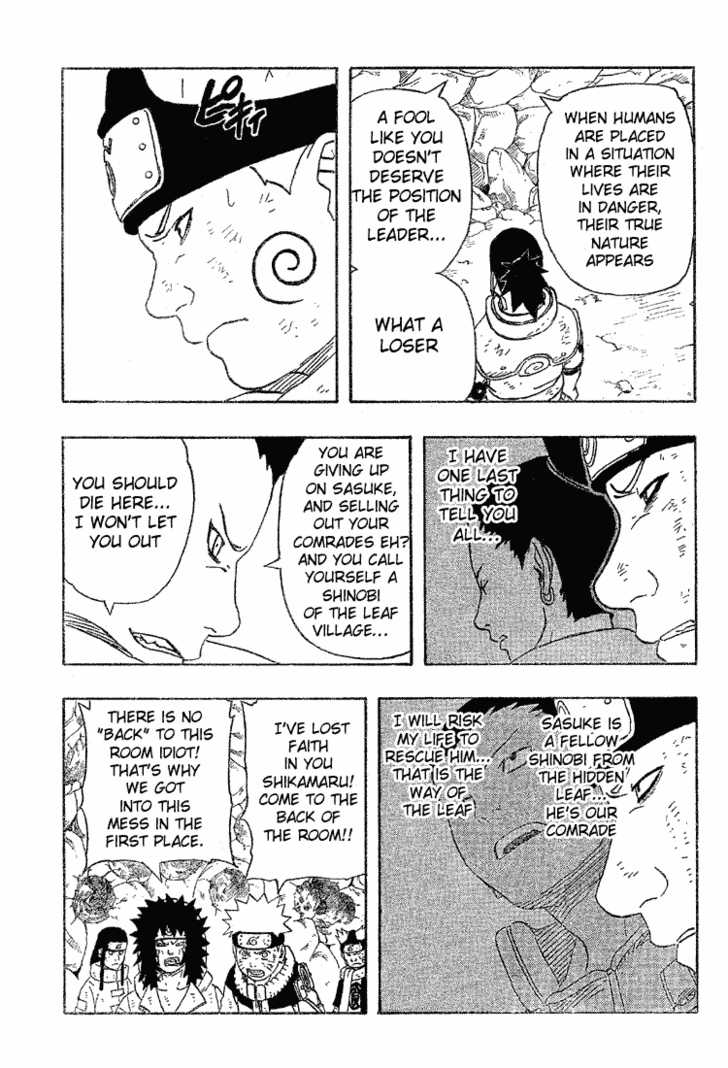 WHEN HUMANS
ARE PLACED
IN A SITUATION
WHERE THEIR
LIVES ARE
IN DANGER,
THEIR TRUE
NATURE
APPEARS
A FOOL
LIKE YOU
DOESN'T
DESERVE
THE POSITION
OF THE
LEADER...
WHAT A
LOSER
ピキィ
I HAVE
ONE LAST
THING TO
TELL YOU
ALL...
YOU ARE
GIVING UP
ON SASUKE,
AND SELLING
OUT YOUR
COMRADES EH?
AND YOU CALL
YOURSELF A
SHINOBI
OF THE LEAF
VILLAGE...
YOU SHOULD
DIE HERE...
I WON'T LET
YOU OUT
SASUKE IS
A FELLOW
SHINOBI FROM
THE HIDDEN
LEAF...
HE'S OUR
COMRADE
I WILL RISK
MY LIFE TO
RESCUE HIM...
THAT IS THE
WAY OF
THE LEAF
I'VE LOST
FAITH
IN YOU
SHIKAMARU!
COME TO THE
BACK OF
THE ROOM!!
THERE IS NO
"BACK" TO THIS
ROOM IDIOT!
THAT'S WHY
WE GOT
INTO THIS
MESS IN THE
FIRST PLACE.